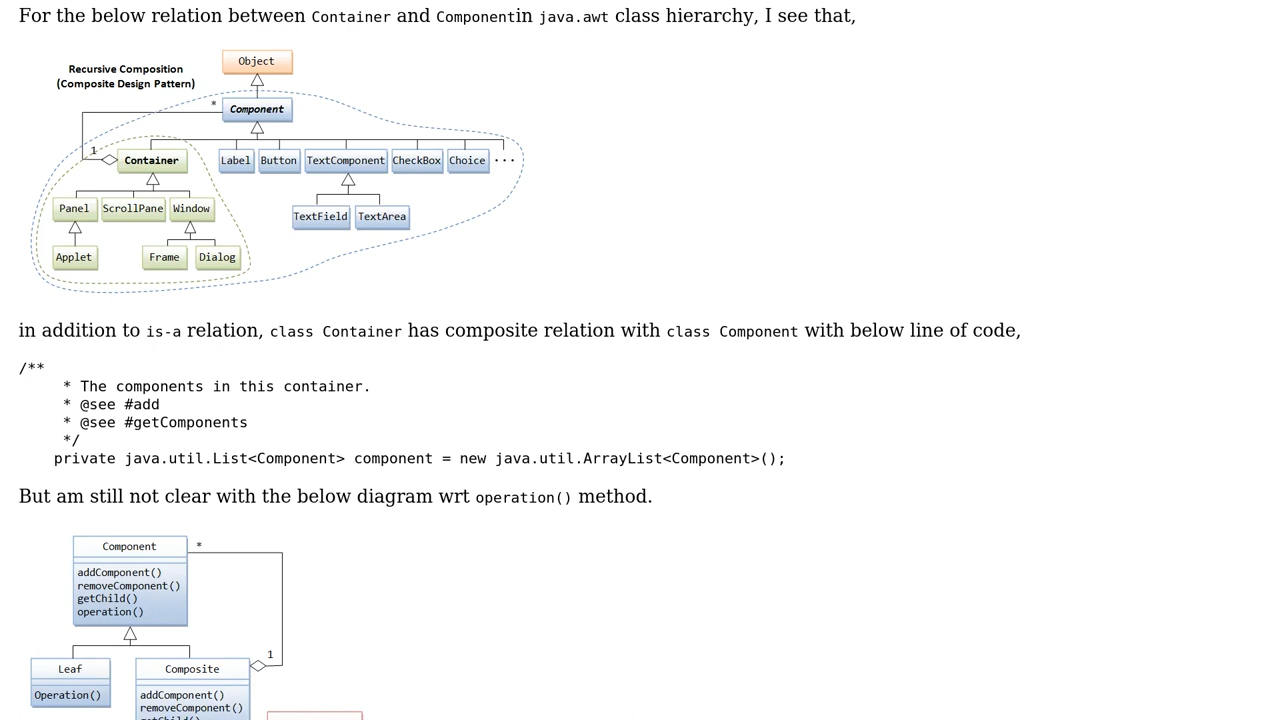 For the below relation between Container and Componentin java.awt class hierarchy, I see that,
Object
Recursive Composition
(Composite Design Pattern)
*
Component
1
Container
Label
Button
TextComponent
CheckBox
Choice
...
Panel
ScrollPane
Window
TextField
TextArea
Applet
Frame
Dialog
in addition to is-a relation, class Container has composite relation with class Component with below line of code,
/**
* The components in this container.
* @see #add
* @see #getComponents
*/
private java.util.List<Component> component = new java.util.ArrayList<Component>();
But am still not clear with the below diagram wrt operation() method.
Component
*
addComponent()
removeComponent()
getChild()
operation()
1
Leaf
Composite
Operation()
addComponent()
removeComponent()
getChild()